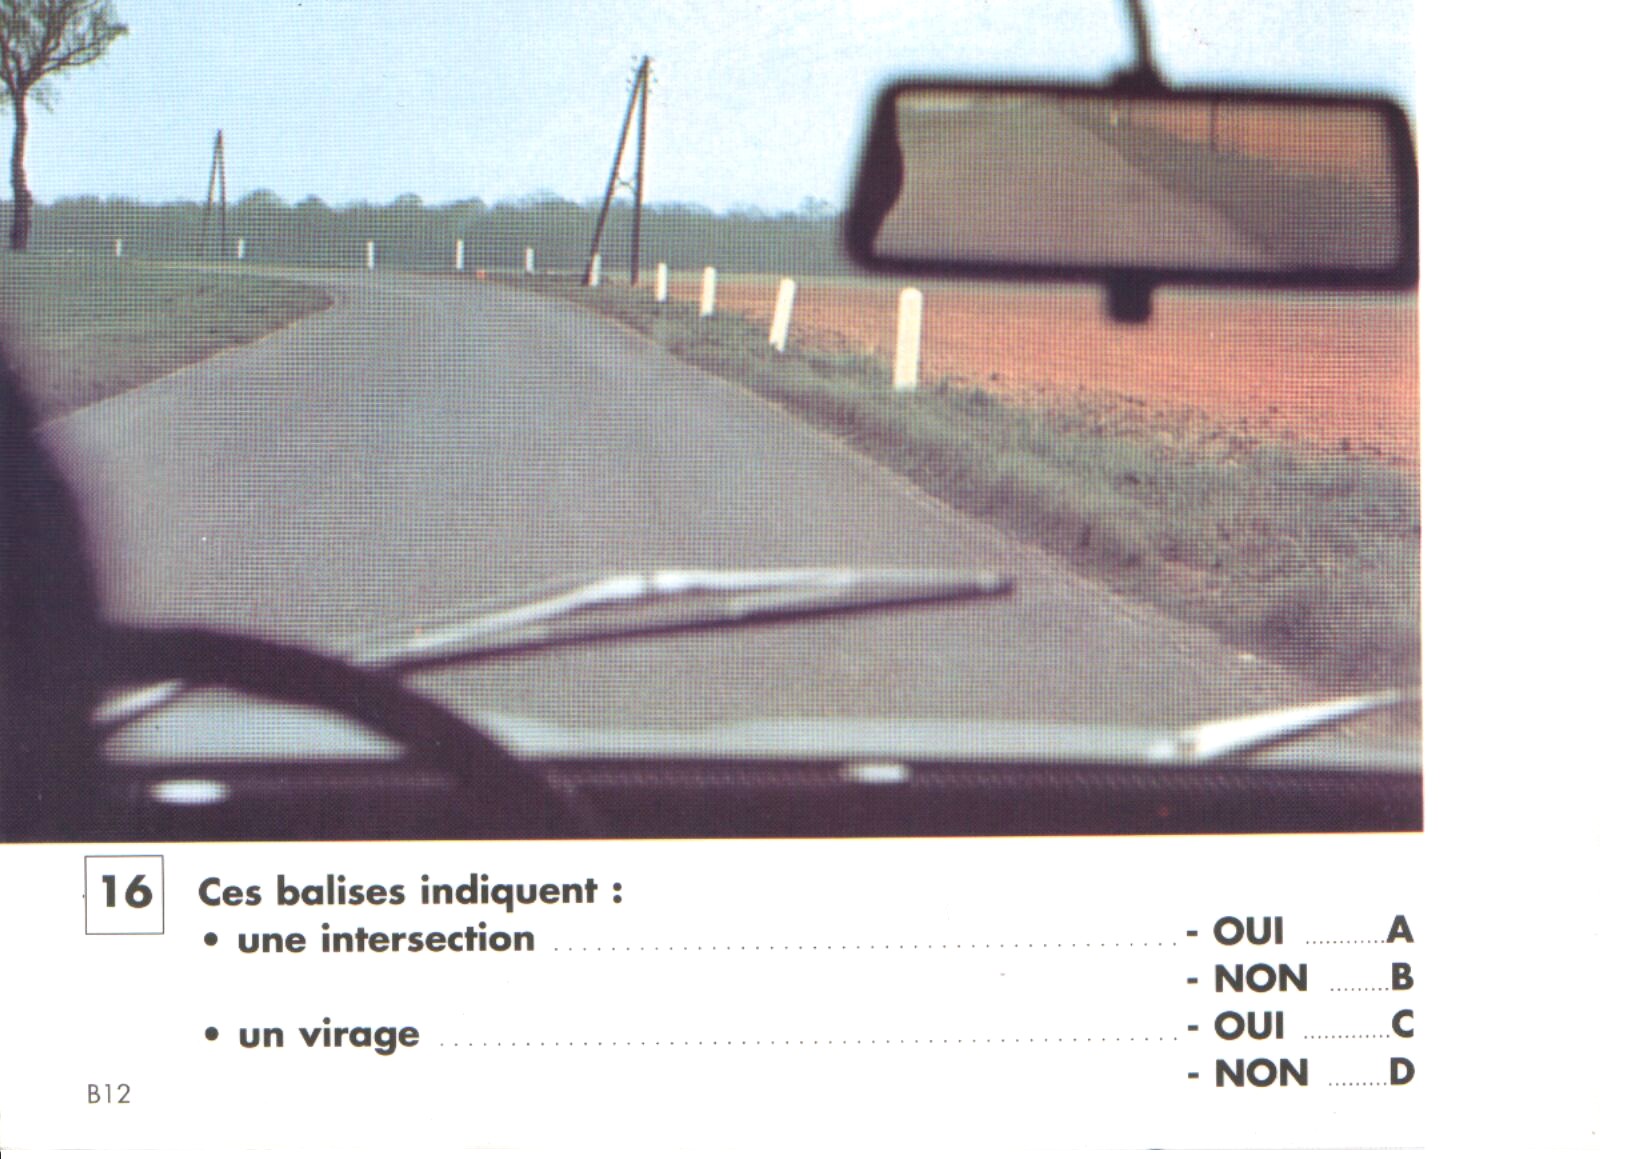 16 Ces balises indiquent :
• une intersection - OUI A
- NON B
• un virage - OUI C
- NON D
B12